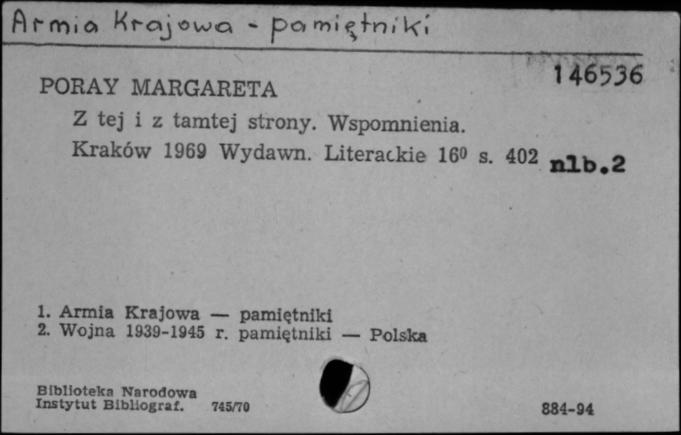 Armia Krajowa - pamiętniki
146536
PORAY MARGARETA
Z tej i z tamtej strony. Wspomnienia.
Kraków 1969 Wydawn. Literackie 16⁰ s. 402 nlb.2
1. Armia Krajowa — pamiętniki
2. Wojna 1939-1945 r. pamiętniki — Polska
Biblioteka Narodowa
Instytut Bibliograf. 745/70
884-94